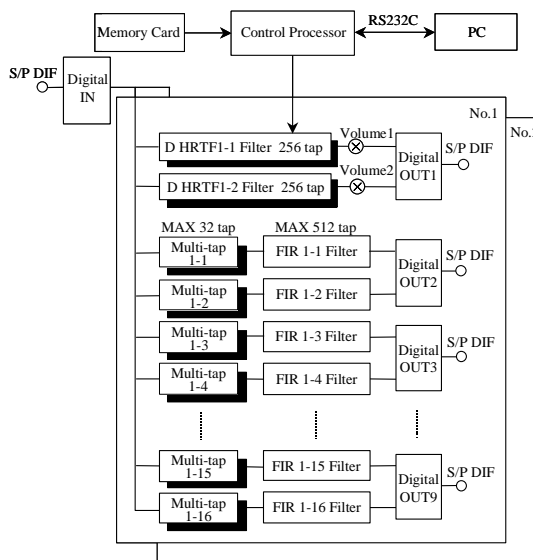 Memory Card
Control Processor
RS232C
PC
S/P DIF
Digital
IN
No.1
D HRTF1-1 Filter 256 tap
Volume1
D HRTF1-2 Filter 256 tap
Volume2
Digital
OUT1
S/P DIF
MAX 32 tap
MAX 512 tap
Multi-tap
1-1
FIR 1-1 Filter
Multi-tap
1-2
FIR 1-2 Filter
Digital
OUT2
S/P DIF
Multi-tap
1-3
FIR 1-3 Filter
Multi-tap
1-4
FIR 1-4 Filter
Digital
OUT3
S/P DIF
Multi-tap
1-15
FIR 1-15 Filter
Multi-tap
1-16
FIR 1-16 Filter
Digital
OUT9
S/P DIF